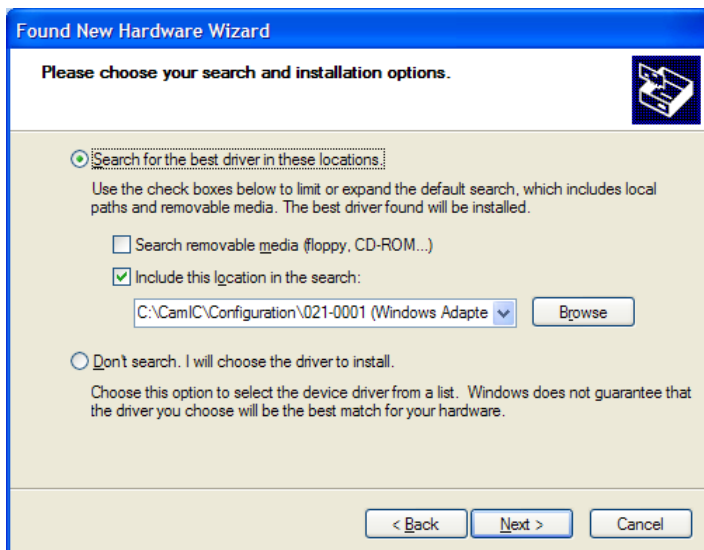 Found New Hardware Wizard
Please choose your search and installation options.
Search for the best driver in these locations.
Use the check boxes below to limit or expand the default search, which includes local
paths and removable media. The best driver found will be installed.
Search removable media (floppy, CD-ROM...)
Include this location in the search:
C:\CamIC\Configuration\021-0001 (Windows Adapte
Browse
Don't search. I will choose the driver to install.
Choose this option to select the device driver from a list. Windows does not guarantee that
the driver you choose will be the best match for your hardware.
< Back Next > Cancel